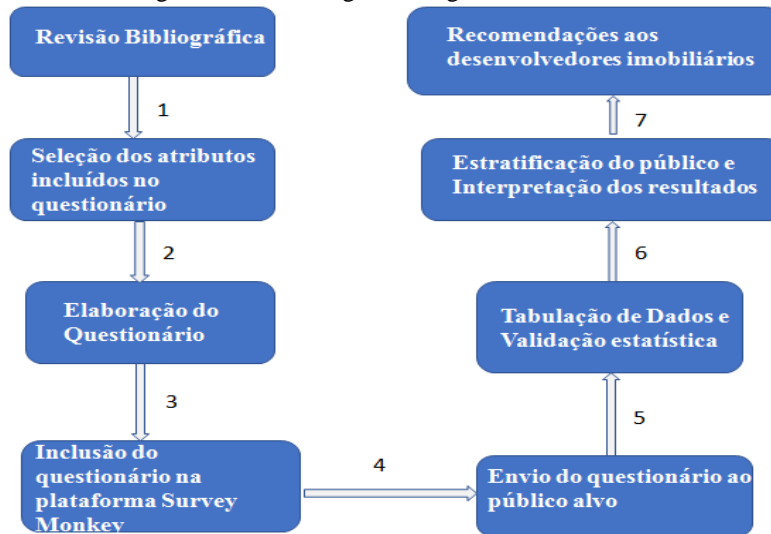 Revisão Bibliográfica
1
Seleção dos atributos
incluídos no
questionário
2
Elaboração do
Questionário
3
Inclusão do
questionário na
plataforma Survey
Monkey
4
Envio do questionário ao
público alvo
5
Tabulação de Dados e
Validação estatística
6
Estratificação do público e
Interpretação dos resultados
7
Recomendações aos
desenvolvedores imobiliários